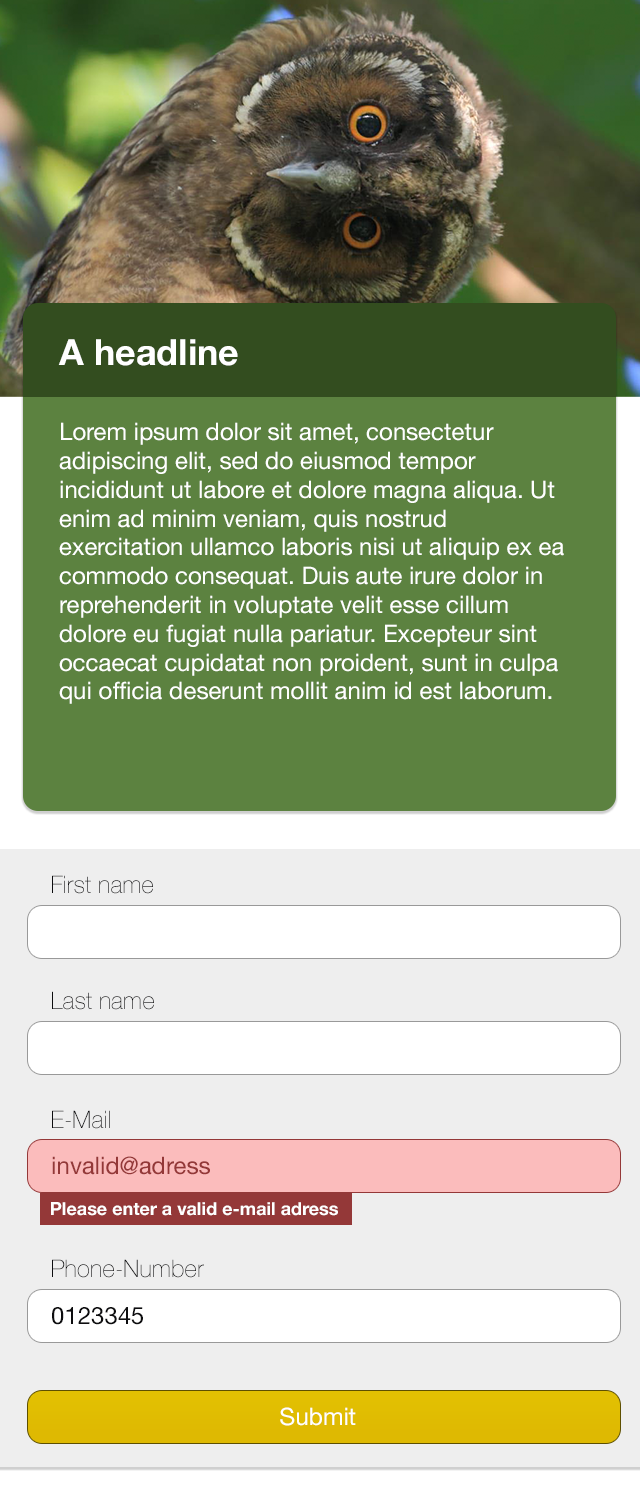 A headline
Lorem ipsum dolor sit amet, consectetur
adipiscing elit, sed do eiusmod tempor
incididunt ut labore et dolore magna aliqua. Ut
enim ad minim veniam, quis nostrud
exercitation ullamco laboris nisi ut aliquip ex ea
commodo consequat. Duis aute irure dolor in
reprehenderit in voluptate velit esse cillum
dolore eu fugiat nulla pariatur. Excepteur sint
occaecat cupidatat non proident, sunt in culpa
qui officia deserunt mollit anim id est laborum.
First name
Last name
E-Mail
invalid@adress
Please enter a valid e-mail adress
Phone-Number
0123345
Submit